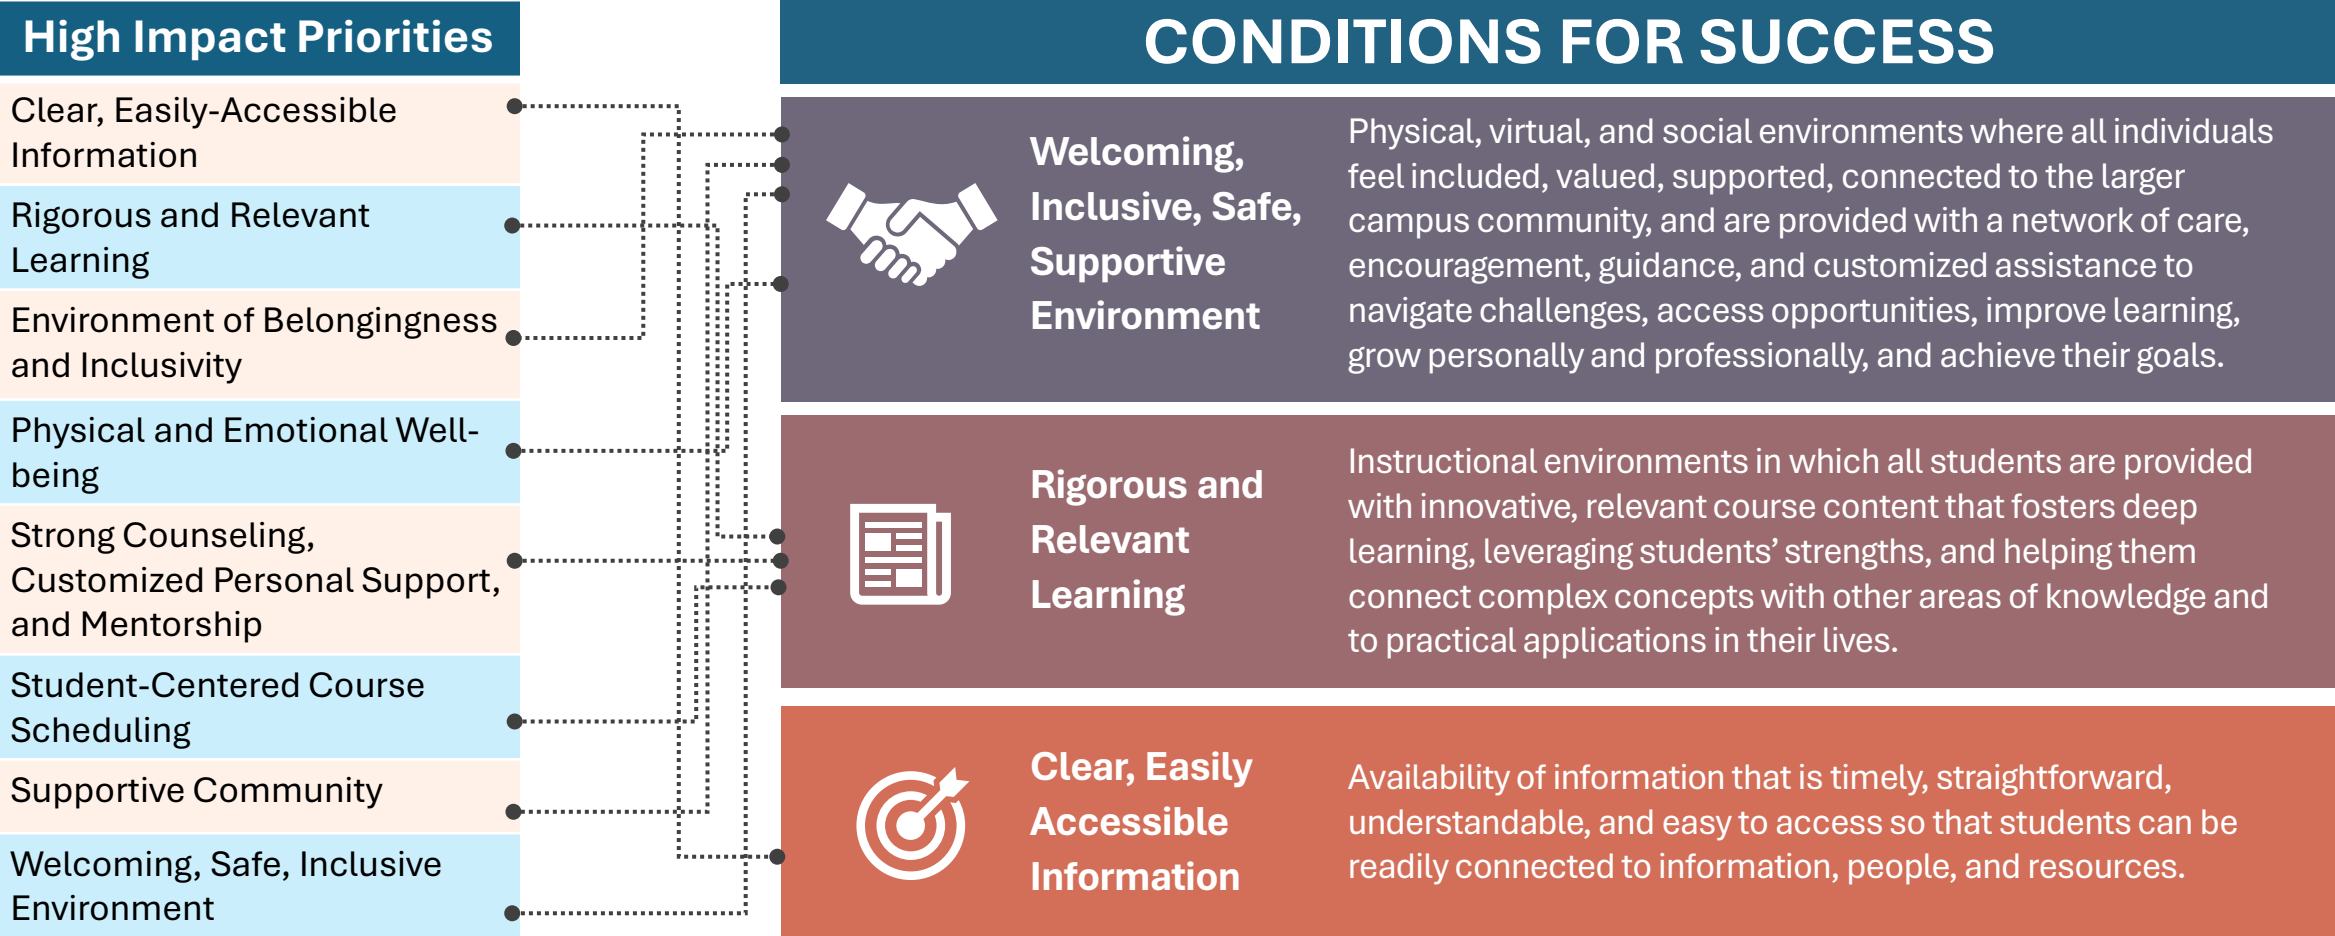 High Impact Priorities
Clear, Easily-Accessible
Information
Rigorous and Relevant
Learning
Environment of Belongingness
and Inclusivity
Physical and Emotional Well-
being
Strong Counseling,
Customized Personal Support,
and Mentorship
Student-Centered Course
Scheduling
Supportive Community
Welcoming, Safe, Inclusive
Environment
CONDITIONS FOR SUCCESS
Welcoming,
Inclusive, Safe,
Supportive
Environment
Physical, virtual, and social environments where all individuals
feel included, valued, supported, connected to the larger
campus community, and are provided with a network of care,
encouragement, guidance, and customized assistance to
navigate challenges, access opportunities, improve learning,
grow personally and professionally, and achieve their goals.
Rigorous and
Relevant
Learning
Instructional environments in which all students are provided
with innovative, relevant course content that fosters deep
learning, leveraging students’ strengths, and helping them
connect complex concepts with other areas of knowledge and
to practical applications in their lives.
Clear, Easily
Accessible
Information
Availability of information that is timely, straightforward,
understandable, and easy to access so that students can be
readily connected to information, people, and resources.